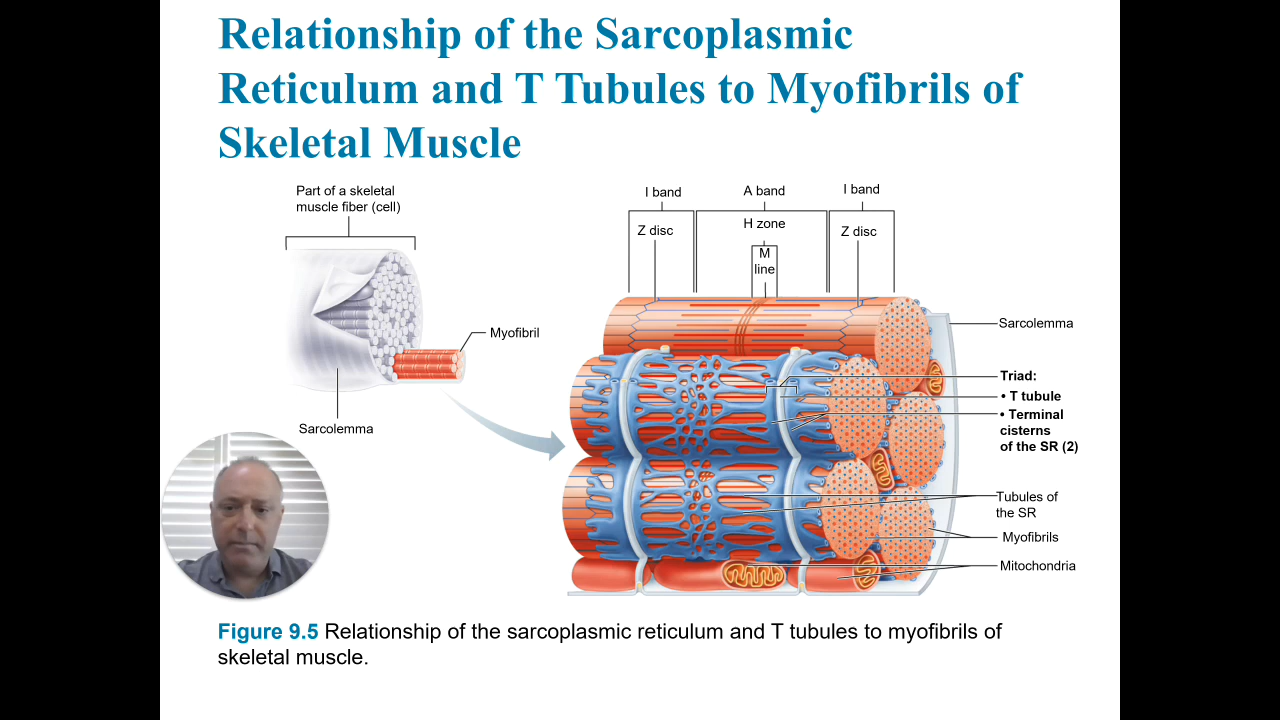 Relationship of the Sarcoplasmic
Reticulum and T Tubules to Myofibrils of
Skeletal Muscle
Part of a skeletal
muscle fiber (cell)
Myofibril
Sarcolemma
I band
A band
I band
Z disc
H zone
Z disc
M
line
Sarcolemma
Triad:
• T tubule
• Terminal
cisterns
of the SR (2)
Tubules of
the SR
Myofibrils
Mitochondria
Figure 9.5 Relationship of the sarcoplasmic reticulum and T tubules to myofibrils of
skeletal muscle.